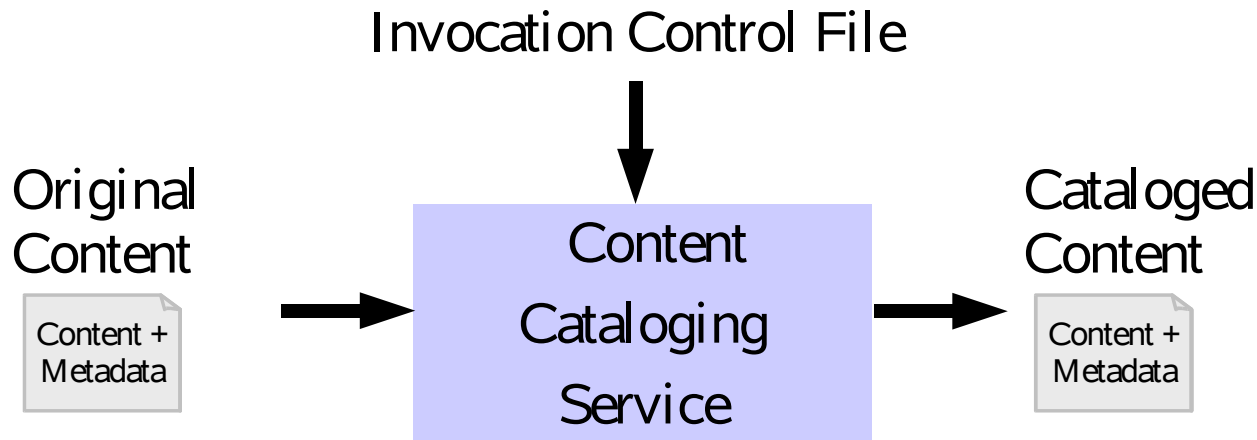 Invocation Control File
Original
Content
Content +
Metadata
Content
Cataloging
Service
Cataloged
Content
Content +
Metadata